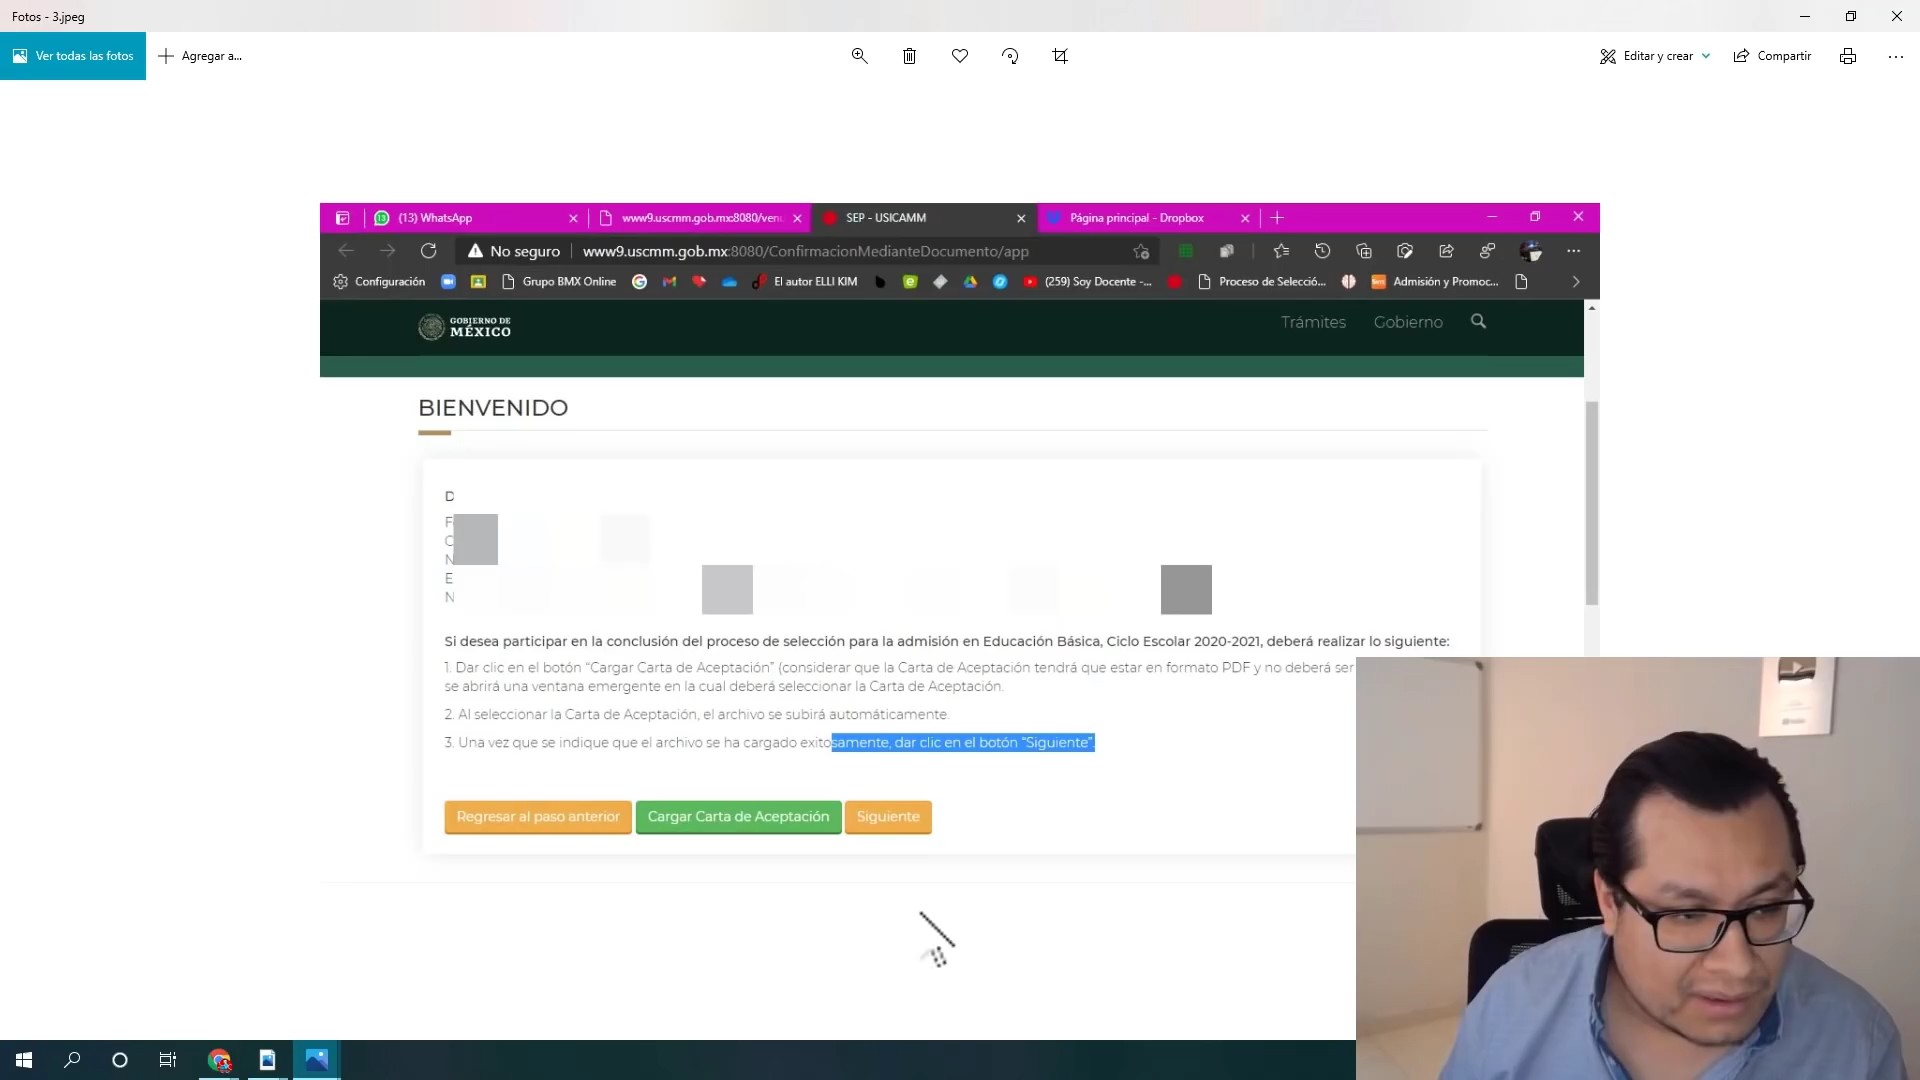 Fotos - 3.jpeg
Ver todas las fotos
Agregar a...
Editar y crear
Compartir
(13) WhatsApp
www9.uscmm.gob.mx:8080/ven
SEP - USICAMM
Página principal - Dropbox
No seguro
www9.uscmm.gob.mx:8080/ConfirmacionMedianteDocumento/app
Configuración
Grupo BMX Online
El autor ELLI KIM
(259) Soy Docente -...
Proceso de Selecció...
Admisión y Promoc...
GOBIERNO DE
MÉXICO
Trámites
Gobierno
BIENVENIDO
D
F
C
N
E
N
Si desea participar en la conclusión del proceso de selección para la admisión en Educación Básica, Ciclo Escolar 2020-2021, deberá realizar lo siguiente:
1. Dar clic en el botón “Cargar Carta de Aceptación” (considerar que la Carta de Aceptación tendrá que estar en formato PDF y no deberá ser
se abrirá una ventana emergente en la cual deberá seleccionar la Carta de Aceptación.
2. Al seleccionar la Carta de Aceptación, el archivo se subirá automáticamente.
3. Una vez que se indique que el archivo se ha cargado exitosamente, dar clic en el botón “Siguiente”.
Regresar al paso anterior
Cargar Carta de Aceptación
Siguiente